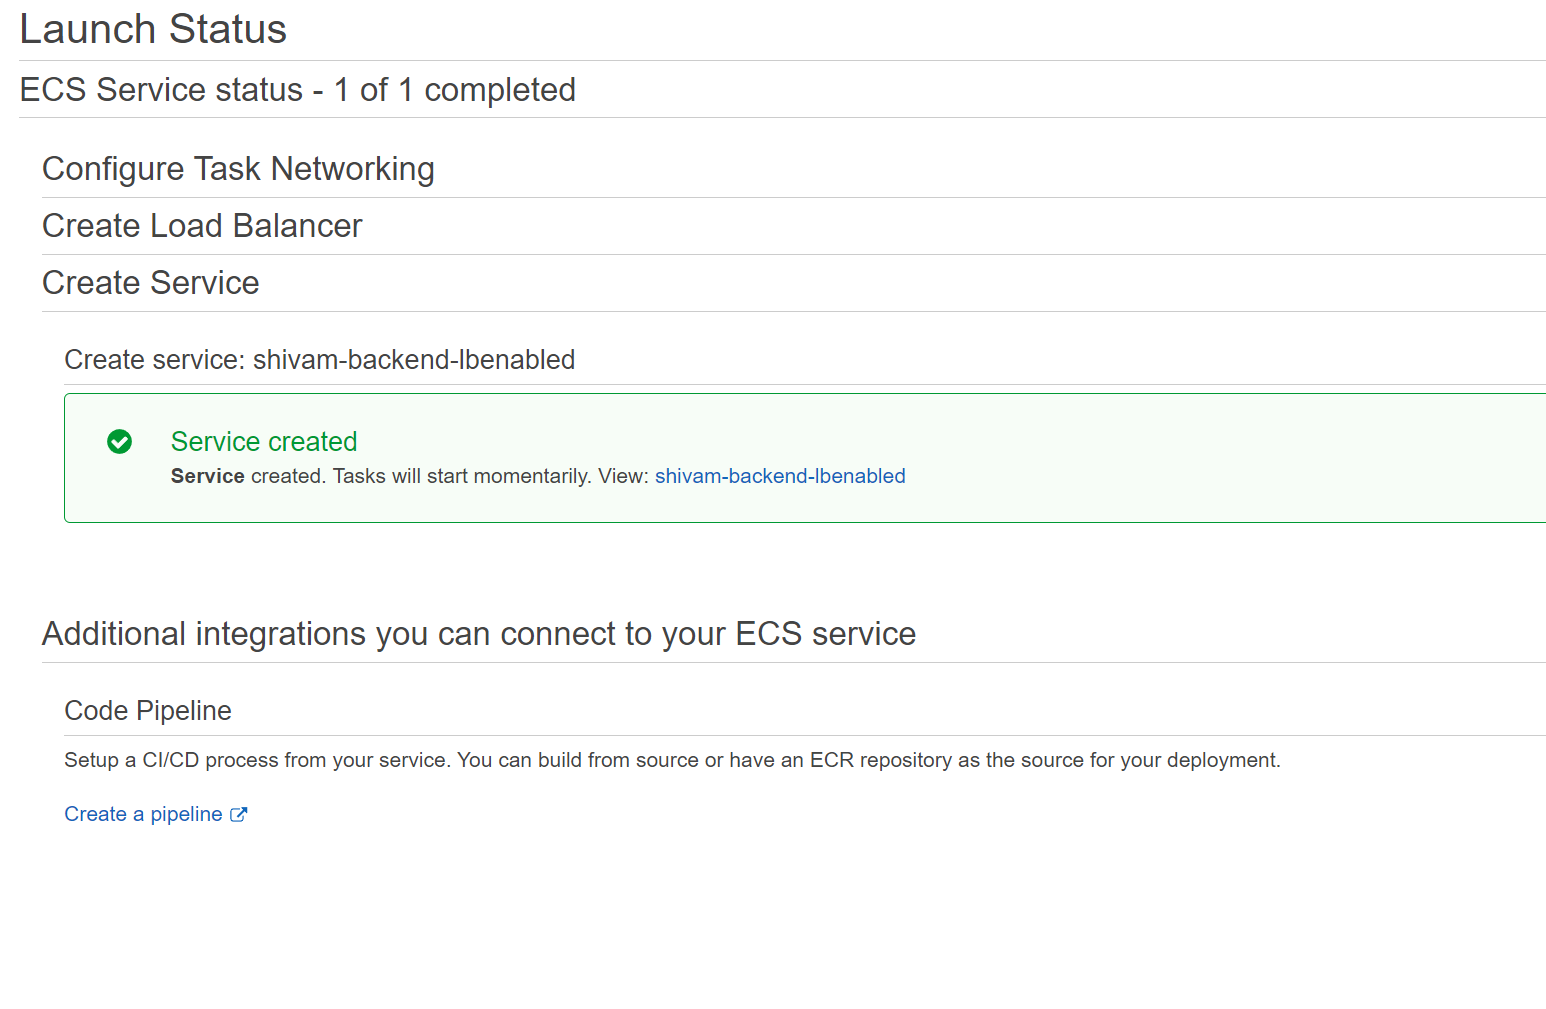 Launch Status
ECS Service status - 1 of 1 completed
Configure Task Networking
Create Load Balancer
Create Service
Create service: shivam-backend-lbenabled
Service created
Service created. Tasks will start momentarily. View: shivam-backend-lbenabled
Additional integrations you can connect to your ECS service
Code Pipeline
Setup a CI/CD process from your service. You can build from source or have an ECR repository as the source for your deployment.
Create a pipeline